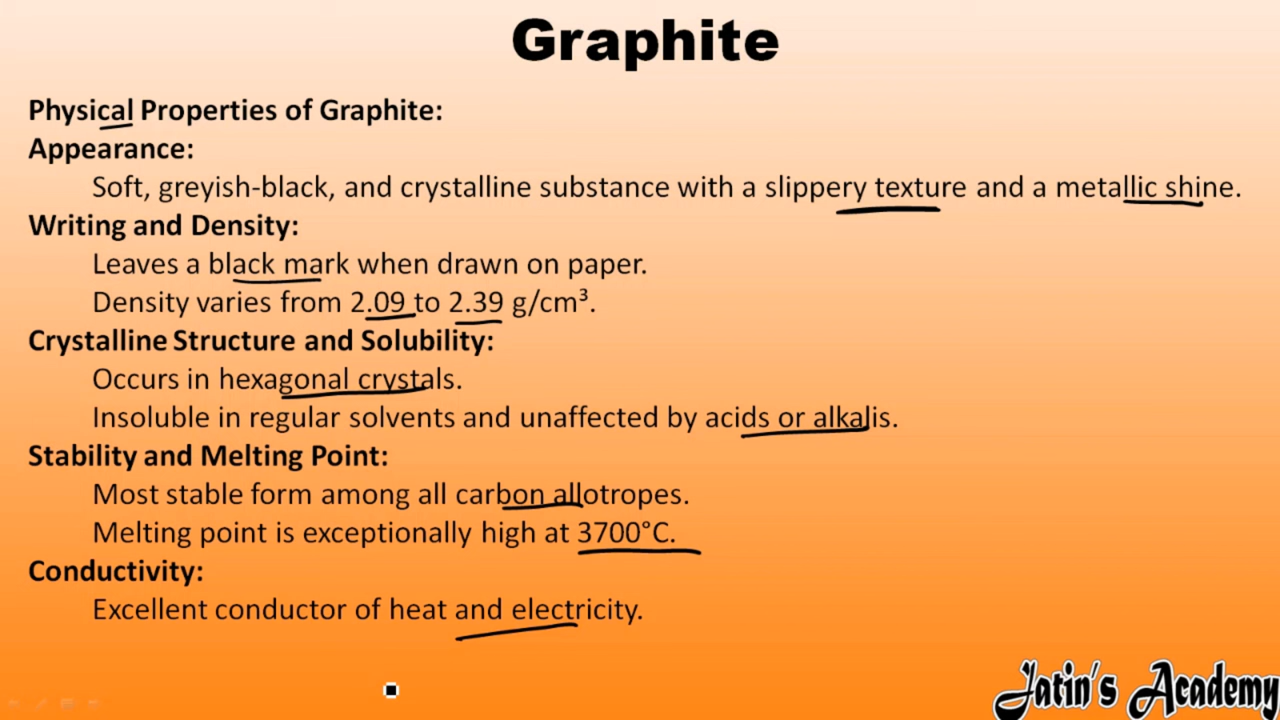 Graphite
Physical Properties of Graphite:
Appearance:
Soft, greyish-black, and crystalline substance with a slippery texture and a metallic shine.
Writing and Density:
Leaves a black mark when drawn on paper.
Density varies from 2.09 to 2.39 g/cm³.
Crystalline Structure and Solubility:
Occurs in hexagonal crystals.
Insoluble in regular solvents and unaffected by acids or alkalis.
Stability and Melting Point:
Most stable form among all carbon allotropes.
Melting point is exceptionally high at 3700°C.
Conductivity:
Excellent conductor of heat and electricity.
Jatin's Academy